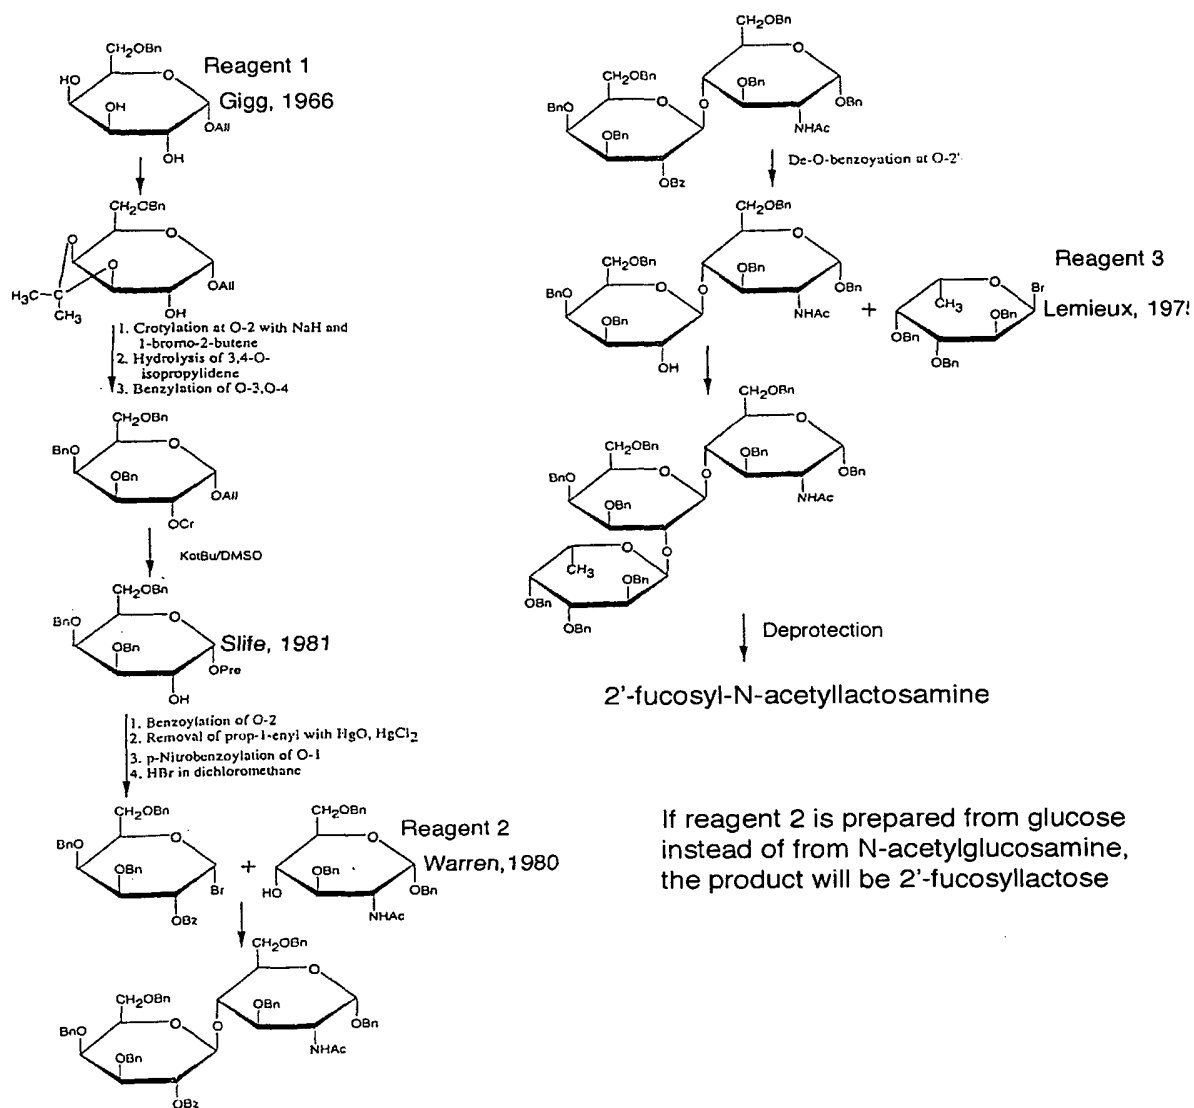 CH2OBn
HO
OH
OAll
OH
Reagent 1
Gigg, 1966
CH2OBn
O
O
O
H3C
CH3
OH
OAll
1. Crotylation at O-2 with NaH and
1-bromo-2-butene
2. Hydrolysis of 3,4-O-
isopropylidene
3. Benzylation of O-3,O-4
CH2OBn
BnO
O
OBn
OAll
OCr
KotBu/DMSO
CH2OBn
BnO
O
OBn
OPre
OH
Slife, 1981
1. Benzoylation of O-2
2. Removal of prop-1-enyl with HgO, HgCl2
3. p-Nitrobenzoylation of O-1
4. HBr in dichloromethane
CH2OBn
BnO
O
OBn
Br
OBz
+
CH2OBn
O
OBn
HO
OBn
NHAc
Reagent 2
Warren,1980
CH2OBn
O
OBn
OBn
NHAc
CH2OBn
BnO
O
O
OBn
OBz
CH2OBn
O
OBn
OBn
NHAc
CH2OBn
BnO
O
O
OBn
OBz
De-O-benzoyation at O-2'
CH2OBn
O
OBn
OBn
NHAc
CH2OBn
BnO
O
O
OBn
OH
+
O
Br
CH3
OBn
OBn
OBn
Reagent 3
Lemieux, 1975
CH2OBn
O
OBn
OBn
NHAc
CH2OBn
BnO
O
O
OBn
O
O
CH3
OBn
OBn
OBn
Deprotection
2'-fucosyl-N-acetyllactosamine
If reagent 2 is prepared from glucose
instead of from N-acetylglucosamine,
the product will be 2'-fucosyllactose